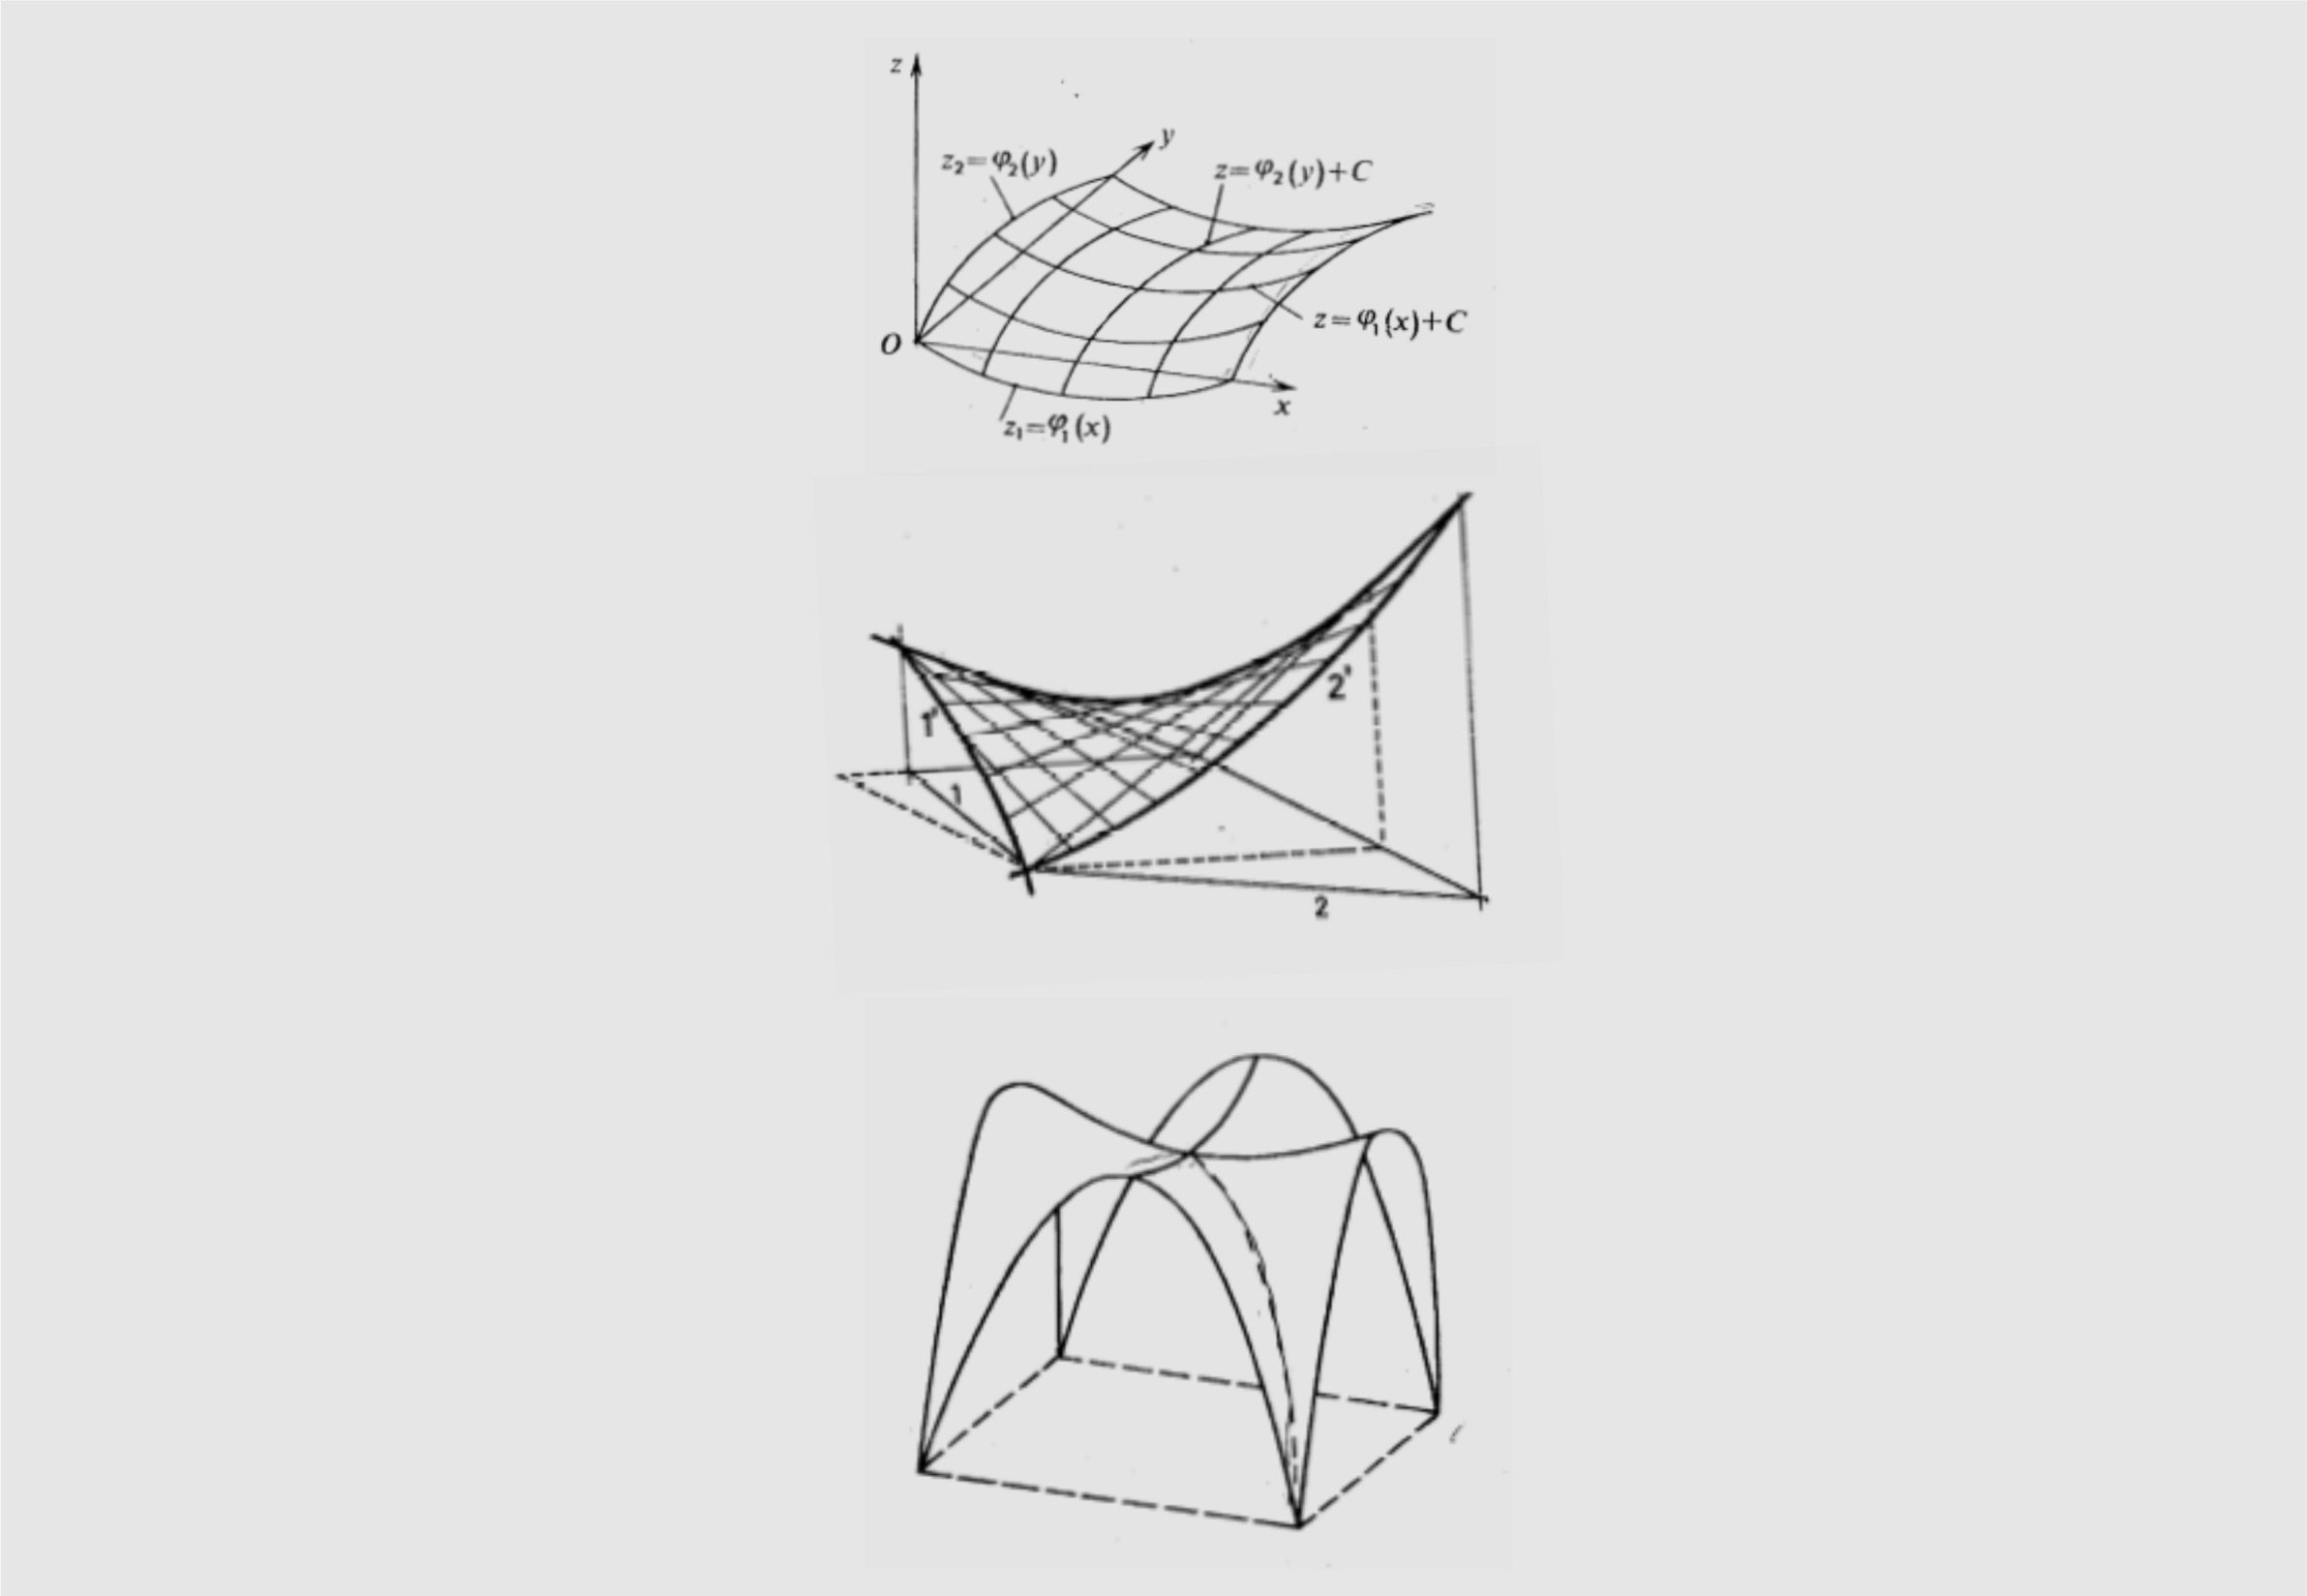 z
y
z₂=φ₂(y)
z=φ₂(y)+C
z=φ₁(x)+C
O
x
z₁=φ₁(x)
2'
1'
1
2